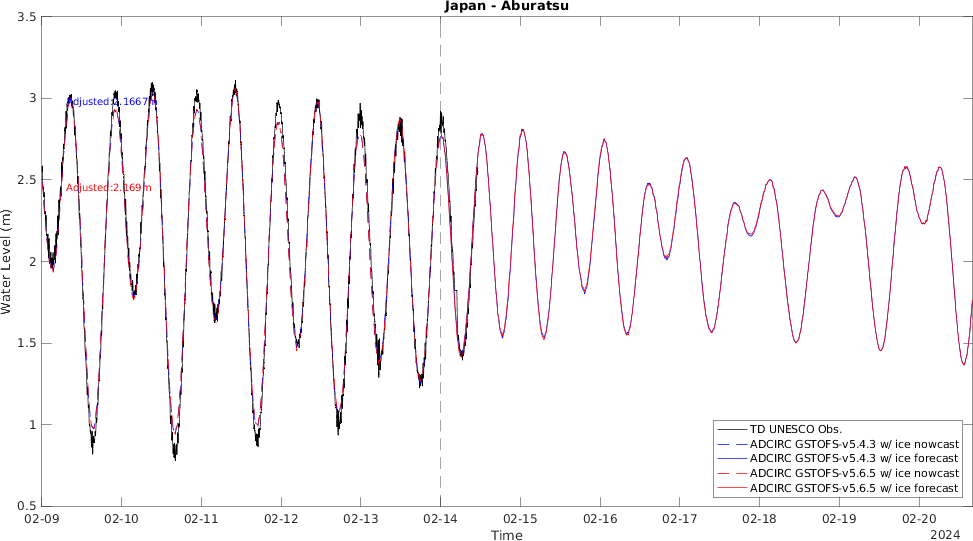 Japan - Aburatsu
3.5
3
2.5
2
1.5
1
0.5
Water Level (m)
Adjusted:2.1667m
Adjusted:2.169m
TD UNESCO Obs.
ADCIRC GSTOFS-v5.4.3 w/ ice nowcast
ADCIRC GSTOFS-v5.4.3 w/ ice forecast
ADCIRC GSTOFS-v5.6.5 w/ ice nowcast
ADCIRC GSTOFS-v5.6.5 w/ ice forecast
02-09 02-10 02-11 02-12 02-13 02-14 02-15 02-16 02-17 02-18 02-19 02-20
Time
2024